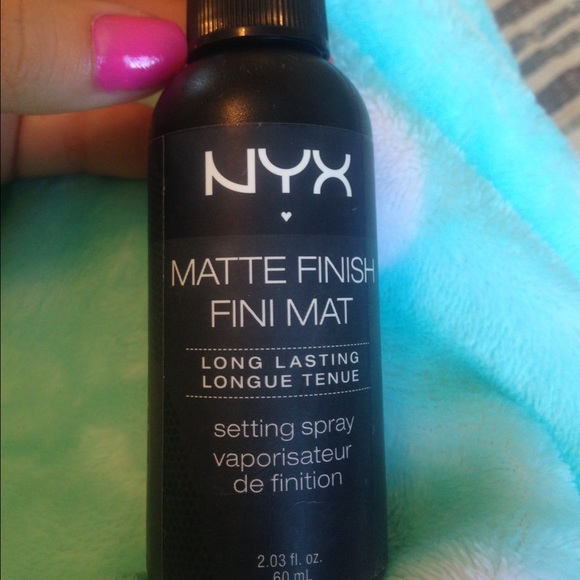 NYX
MATTE FINISH
FINI MAT
LONG LASTING
LONGUE TENUE
setting spray
vaporisateur
de finition
2.03 fl. oz.
60 mL